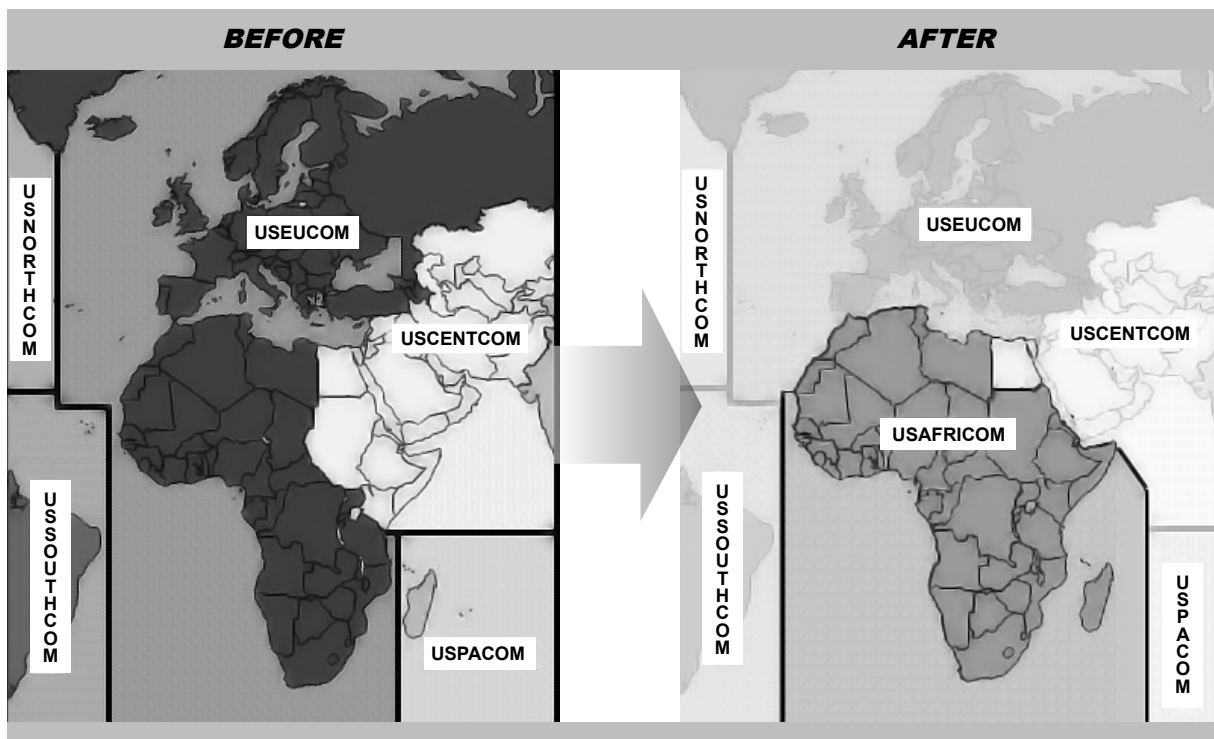 BEFORE
AFTER
USNORTHCOM
USEUCOM
USCENTCOM
USSOUTHCOM
USPACOM
USNORTHCOM
USEUCOM
USCENTCOM
USAFRICOM
USSOUTHCOM
USPACOM